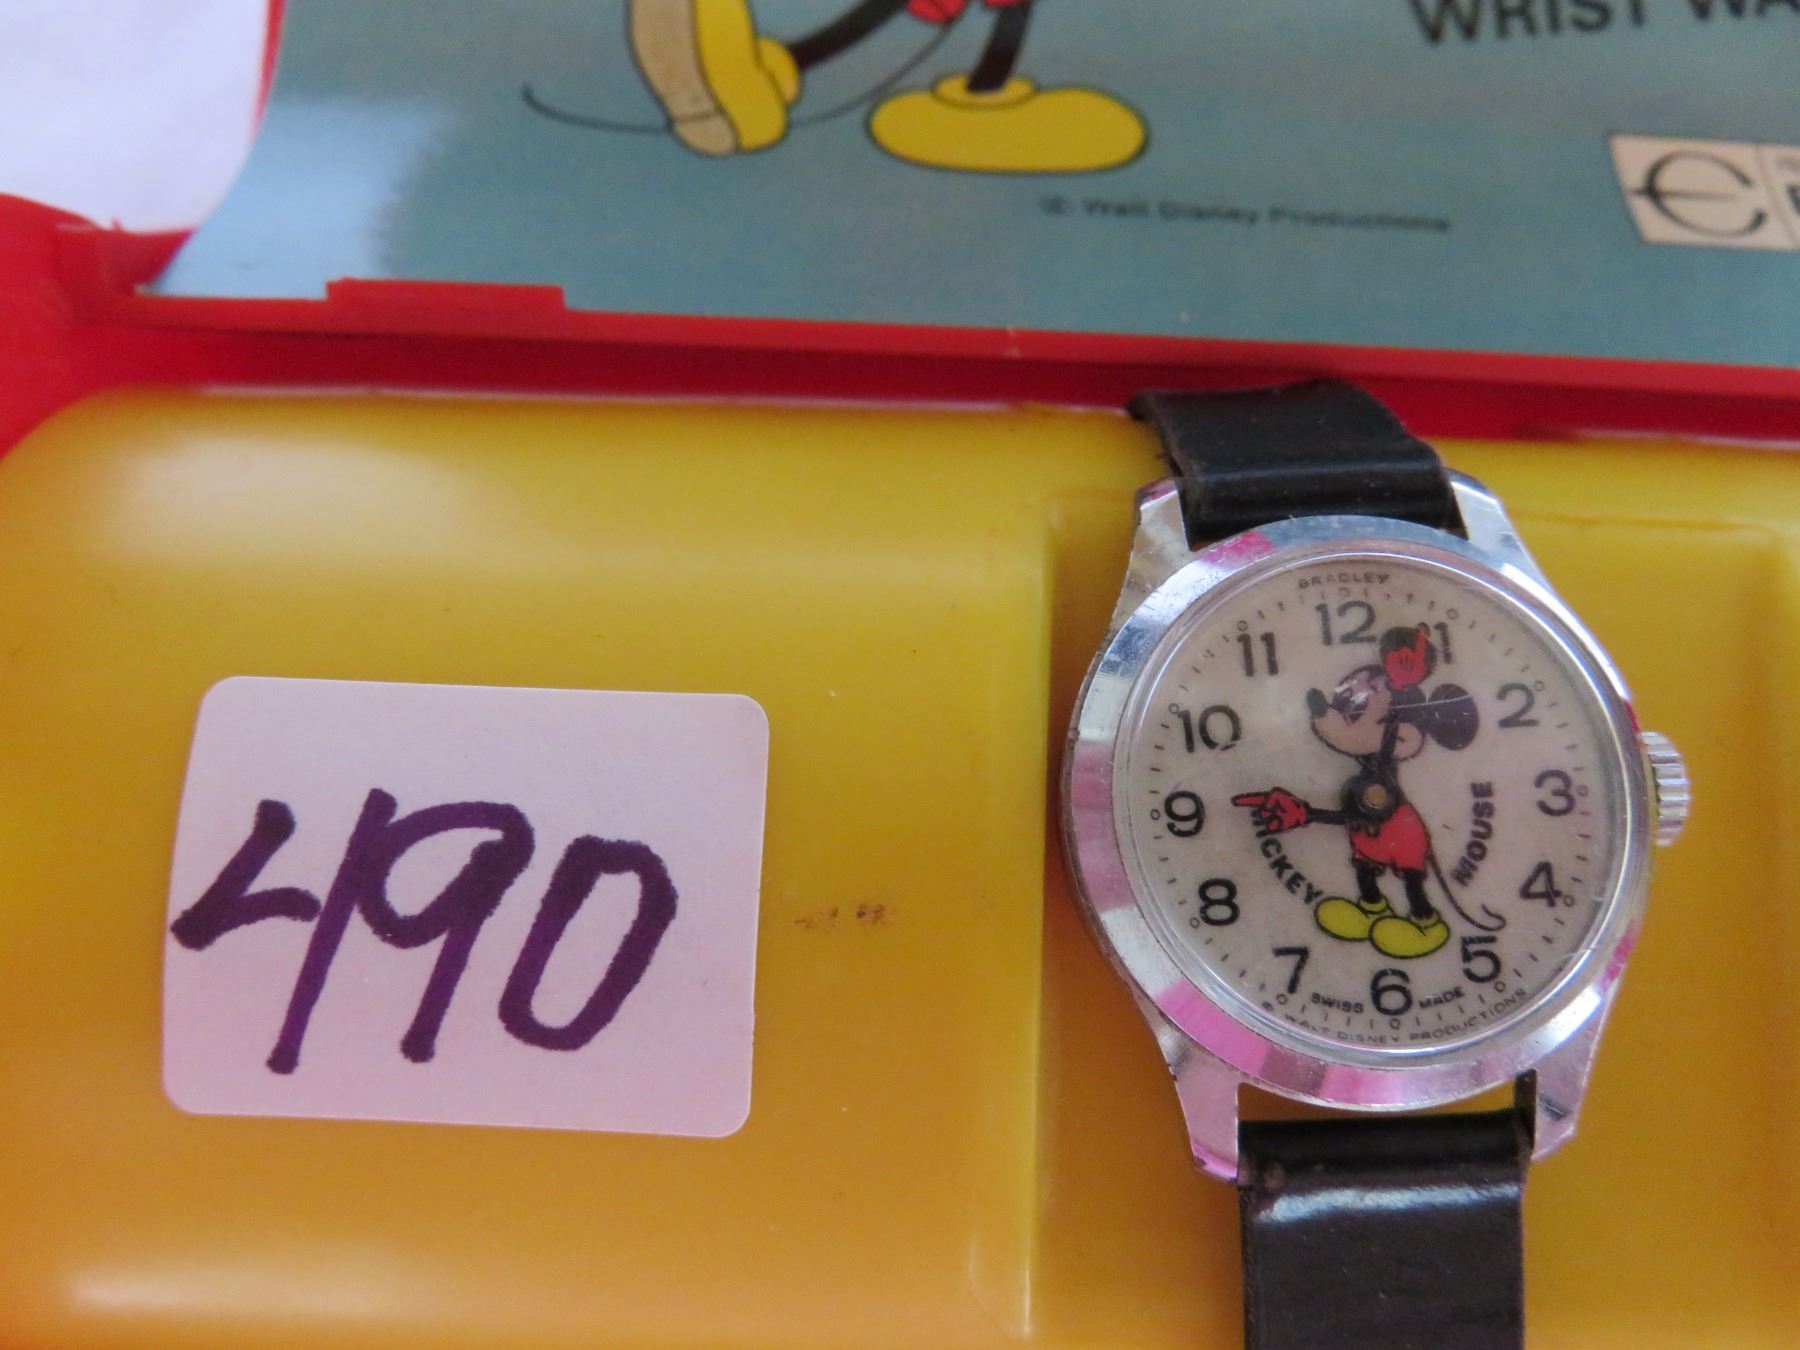 WRIST WA
© Walt Disney Productions
490
BRADLEY
12
11
1
10
2
9
3
8
4
7
5
6
MICKEY
MOUSE
SWISS
MADE
© WALT DISNEY PRODUCTIONS